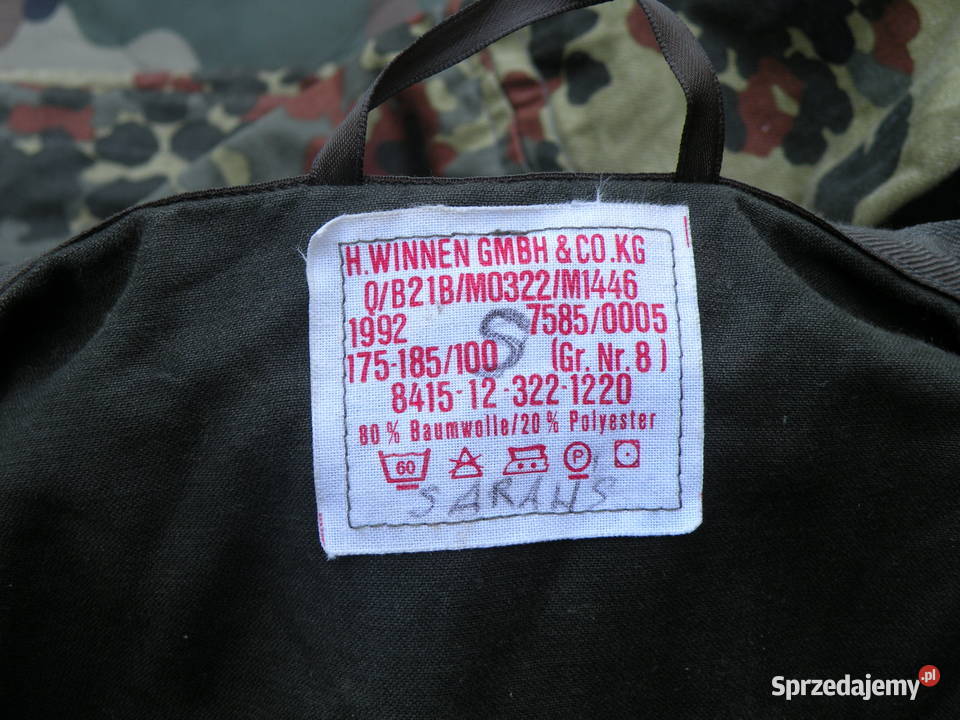 H.WINNEN GMBH & CO.KG
Q/B21B/M0322/M1446
1992 S 7585/0005
175-185/100 (Gr. Nr. 8 )
8415-12-322-1220
80 % Baumwolle/20 % Polyester
60 P
Sprzedajemy.pl